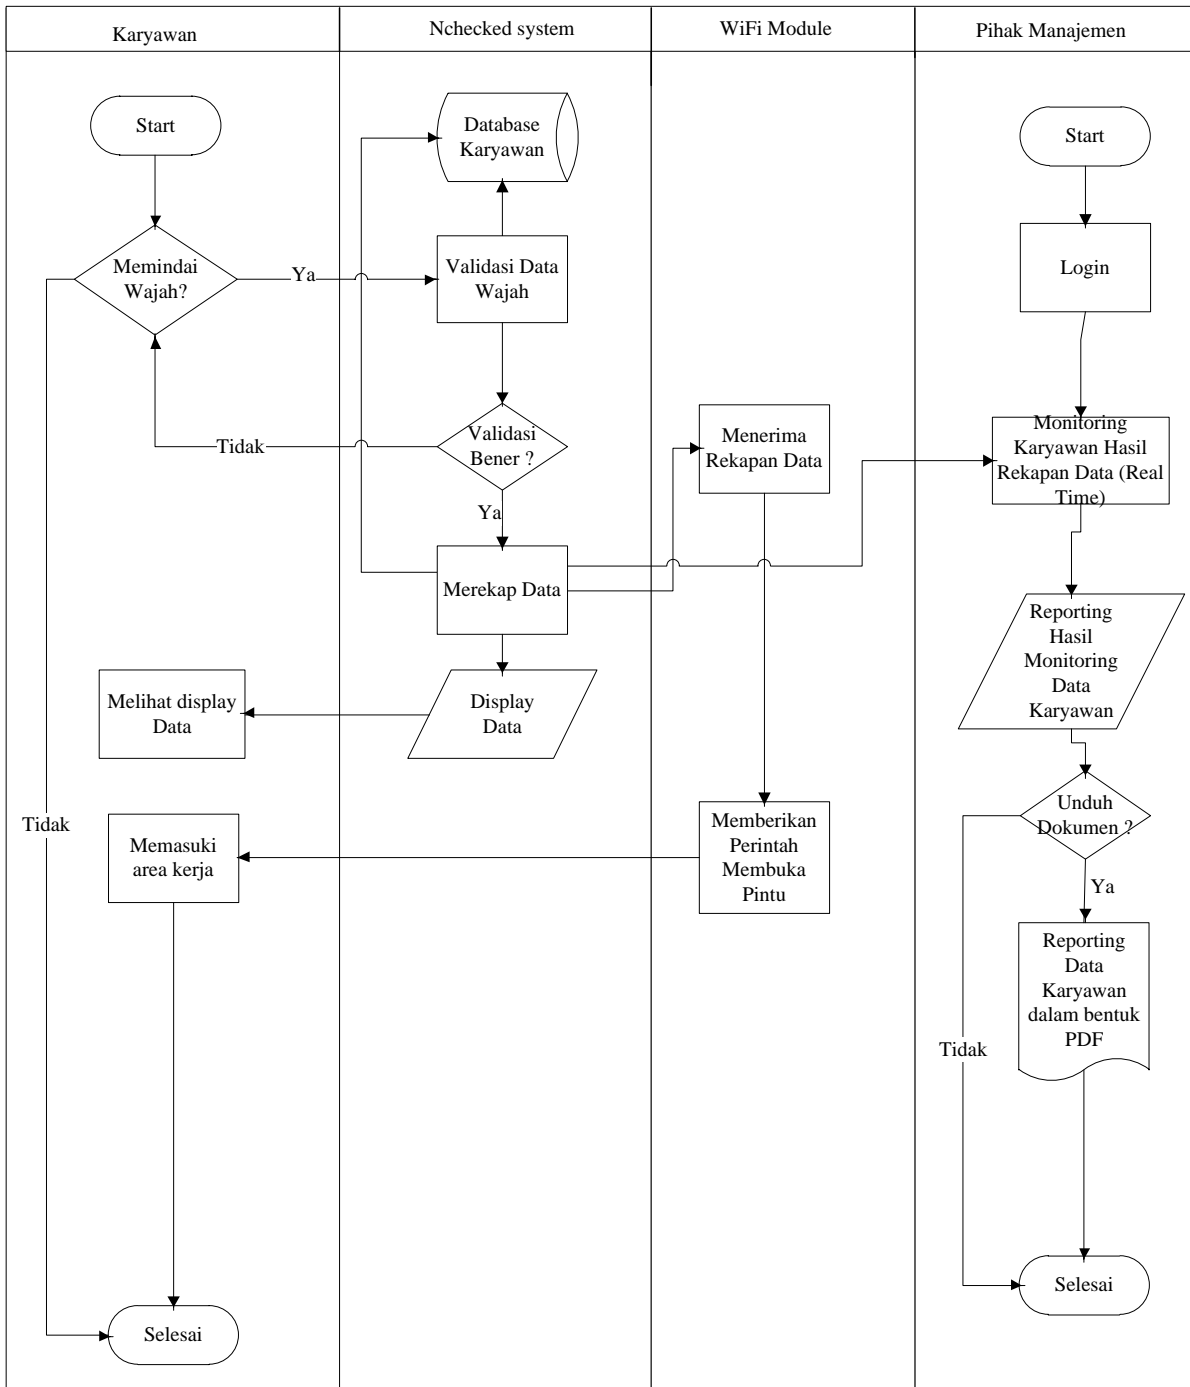 Karyawan
Nchecked system
WiFi Module
Pihak Manajemen
Start
Database
Karyawan
Start
Memindai
Wajah?
Ya
Validasi Data
Wajah
Login
Tidak
Validasi
Bener ?
Menerima
Rekapan Data
Monitoring
Karyawan Hasil
Rekapan Data (Real
Time)
Ya
Merekap Data
Reporting
Hasil
Monitoring
Data
Karyawan
Melihat display
Data
Display
Data
Tidak
Memasuki
area kerja
Memberikan
Perintah
Membuka
Pintu
Unduh
Dokumen ?
Ya
Reporting
Data
Karyawan
dalam bentuk
PDF
Tidak
Selesai
Selesai